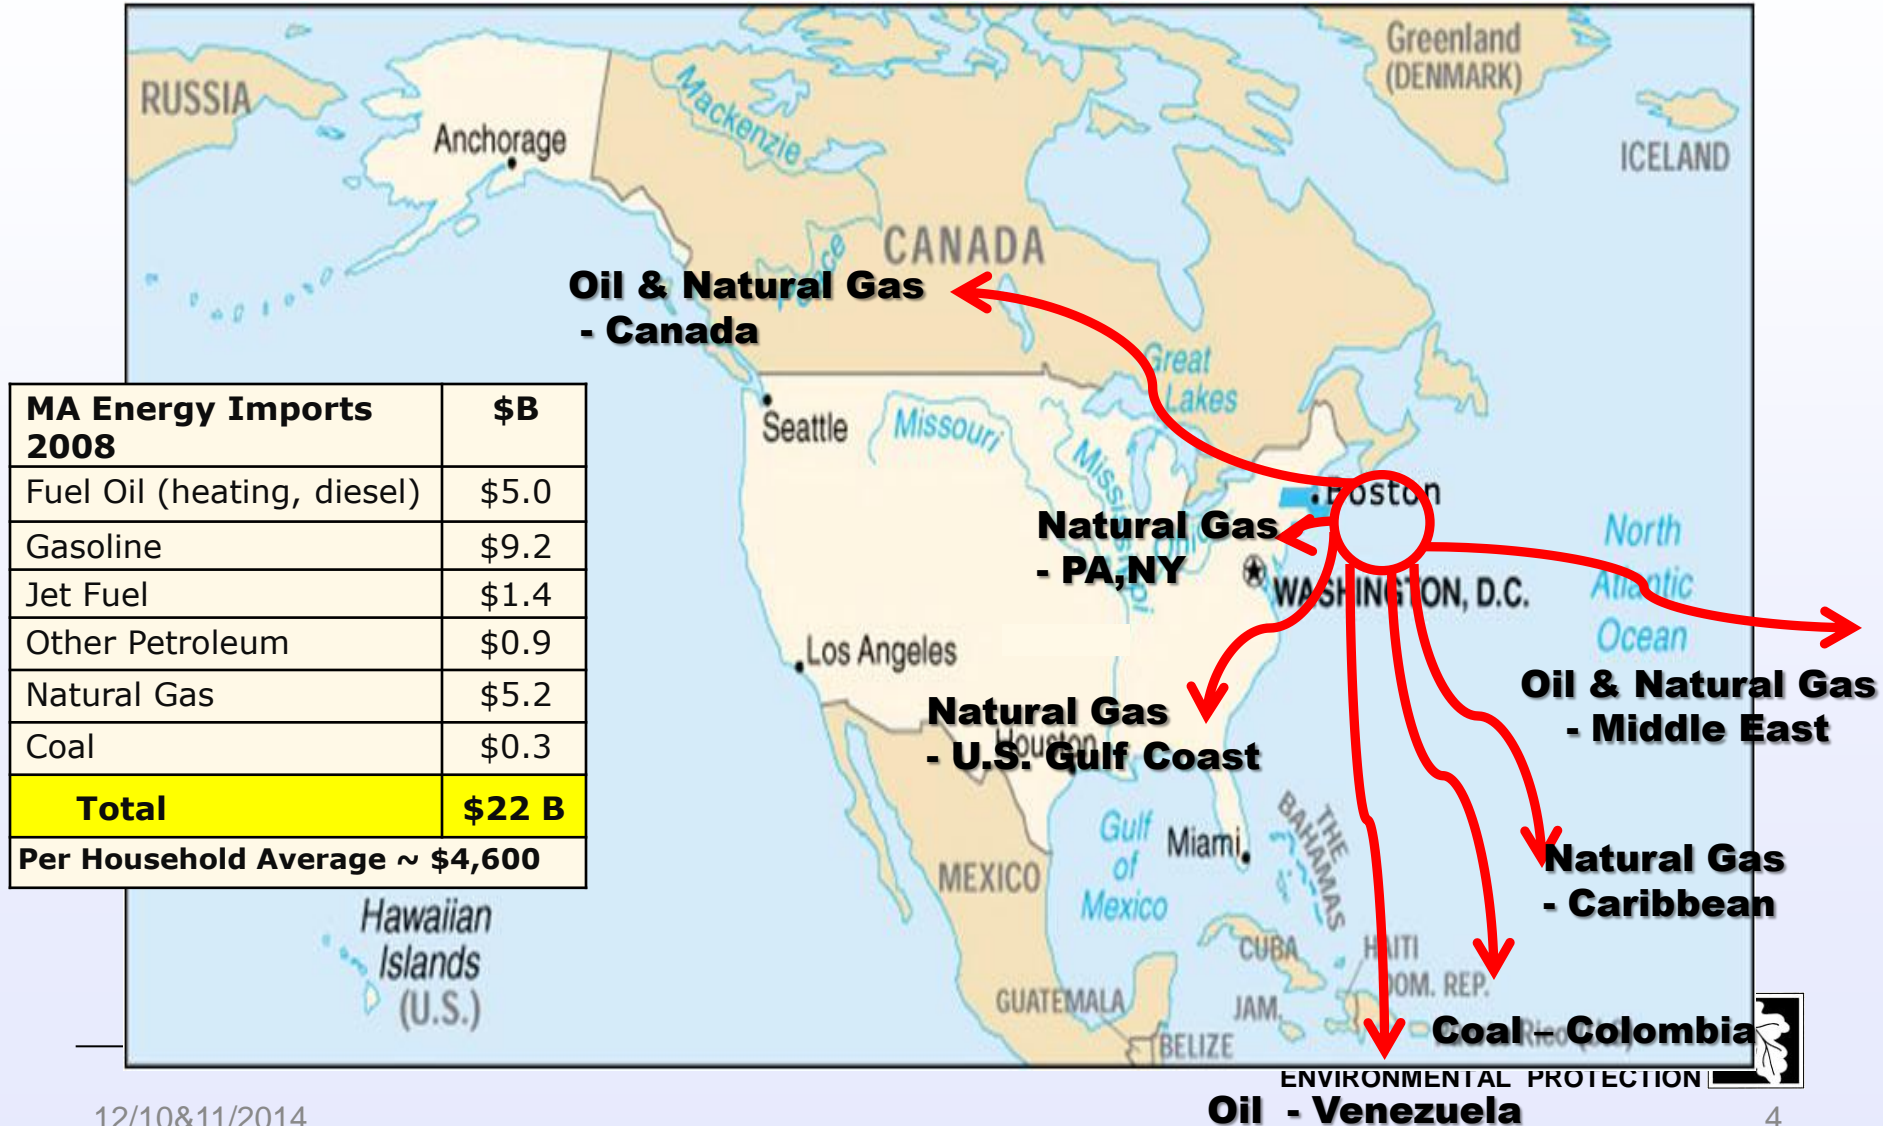 Greenland
(DENMARK)
RUSSIA
Mackenzie
Anchorage
ICELAND
CANADA
Oil & Natural Gas
- Canada
Great
Lakes
MA Energy Imports
2008
$B
Fuel Oil (heating, diesel) $5.0
Gasoline $9.2
Jet Fuel $1.4
Other Petroleum $0.9
Natural Gas $5.2
Coal $0.3
Total $22 B
Per Household Average ~ $4,600
Seattle
Missouri
Mississippi
Ohio
Boston
Natural Gas
- PA,NY
WASHINGTON, D.C.
North
Atlantic
Ocean
Los Angeles
Oil & Natural Gas
- Middle East
Natural Gas
- U.S. Gulf Coast
Houston
Gulf
of
Mexico
Miami
THE
BAHAMAS
Natural Gas
- Caribbean
MEXICO
Hawaiian
Islands
(U.S.)
CUBA
HAITI
DOM. REP.
GUATEMALA
JAM.
BELIZE
Coal – Colombia
ENVIRONMENTAL PROTECTION
Oil - Venezuela
12/10&11/2014
4